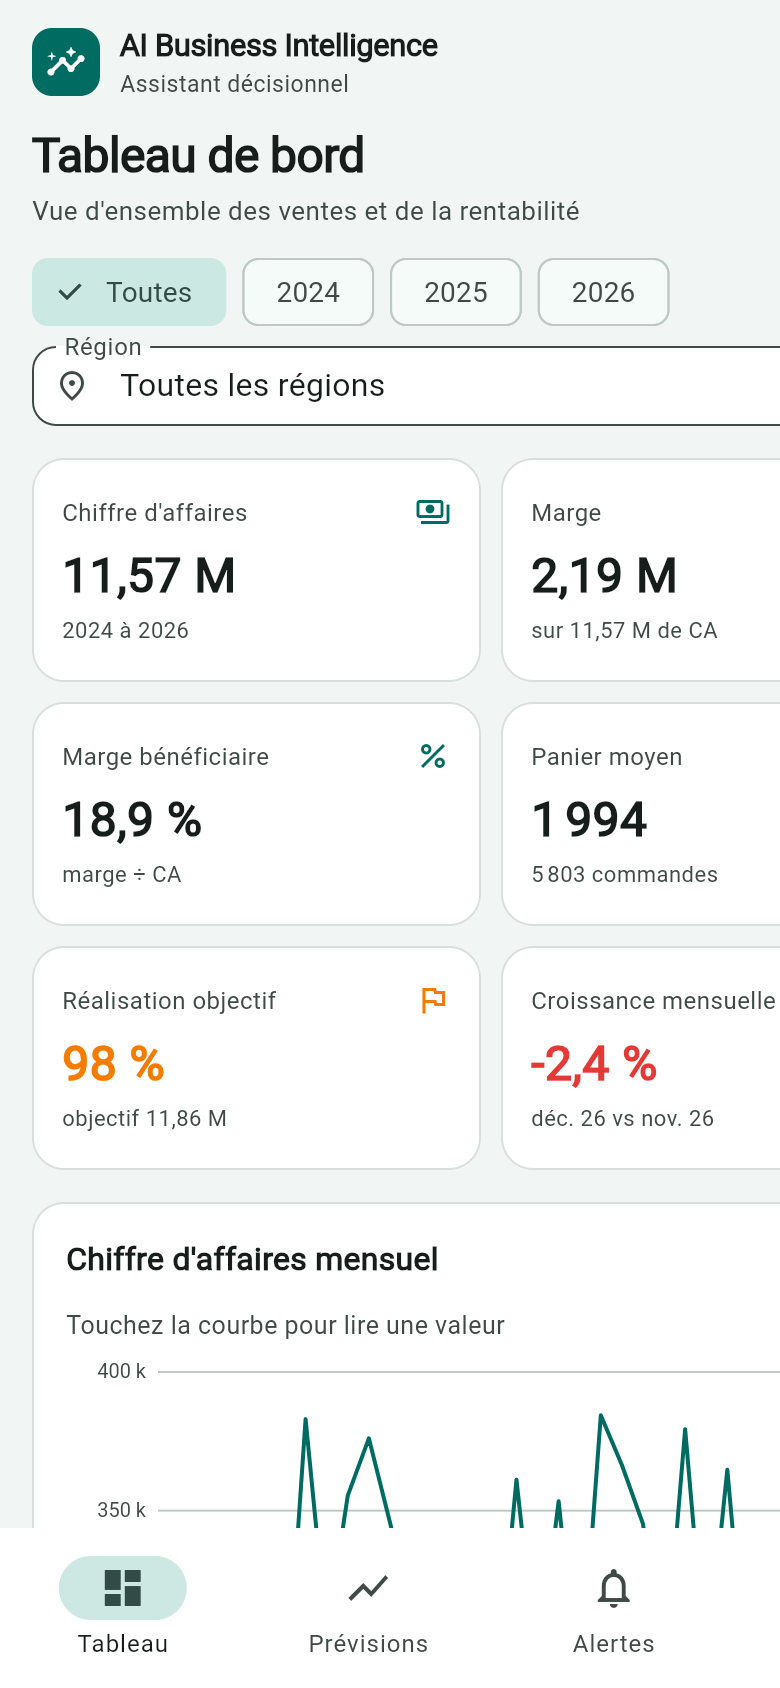 AI Business Intelligence
Assistant décisionnel
Tableau de bord
Vue d'ensemble des ventes et de la rentabilité
Toutes
2024
2025
2026
Région
Toutes les régions
Chiffre d'affaires
11,57 M
2024 à 2026
Marge
2,19 M
sur 11,57 M de CA
Marge bénéficiaire
18,9 %
marge ÷ CA
Panier moyen
1 994
5 803 commandes
Réalisation objectif
98 %
objectif 11,86 M
Croissance mensuelle
-2,4 %
déc. 26 vs nov. 26
Chiffre d'affaires mensuel
Touchez la courbe pour lire une valeur
400 k
350 k
Tableau
Prévisions
Alertes